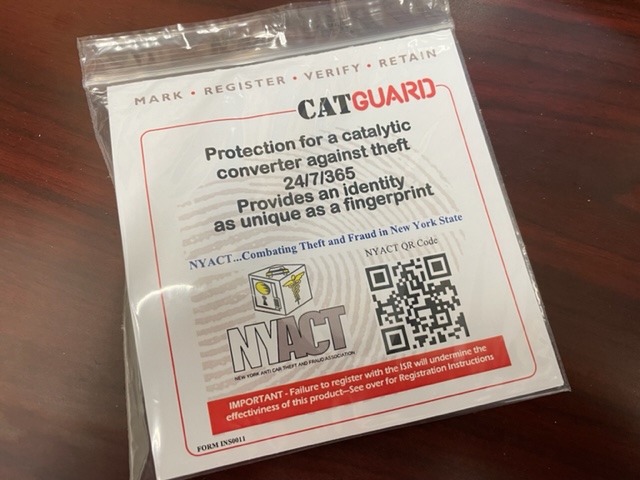 MARK • REGISTER • VERIFY • RETAIN
CATGUARD
Protection for a catalytic
converter against theft
24/7/365
Provides an identity
as unique as a fingerprint
NYACT...Combating Theft and Fraud in New York State
NYACT QR Code
NYACT
NEW YORK ANTI CAR THEFT AND FRAUD ASSOCIATION
IMPORTANT - Failure to register with the ISR will undermine the
effectiveness of this product—See over for Registration Instructions
FORM INS0011